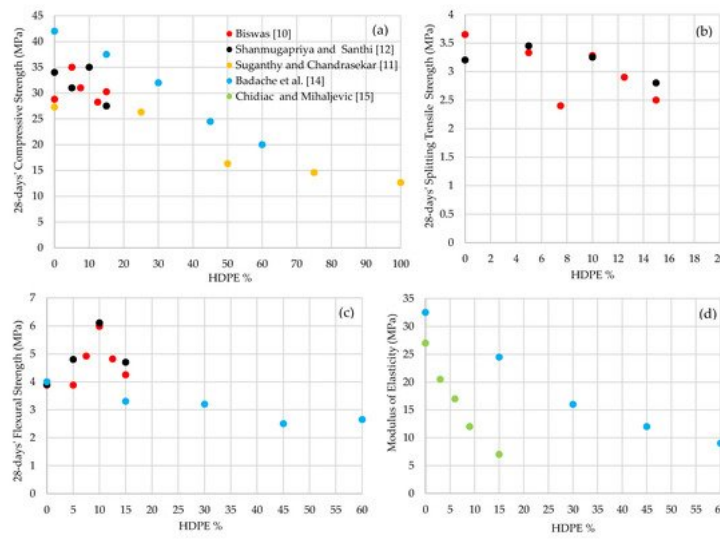 (a)
Biswas [10]
Shanmugapriya and Santhi [12]
Suganthy and Chandrasekar [11]
Badache et al. [14]
Chidiac and Mihaljevic [15]
28-days' Compressive Strength (MPa)
45
40
35
30
25
20
15
10
5
0
0 10 20 30 40 50 60 70 80 90 100
HDPE %
(b)
28-days' Splitting Tensile Strength (MPa)
4
3.5
3
2.5
2
1.5
1
0.5
0
0 2 4 6 8 10 12 14 16 18 20
HDPE %
(c)
28-days' Flexural Strength (MPa)
7
6
5
4
3
2
1
0
0 5 10 15 20 25 30 35 40 45 50 55 60
HDPE %
(d)
Modulus of Elasticity (MPa)
35
30
25
20
15
10
5
0
0 5 10 15 20 25 30 35 40 45 50 55 60
HDPE %